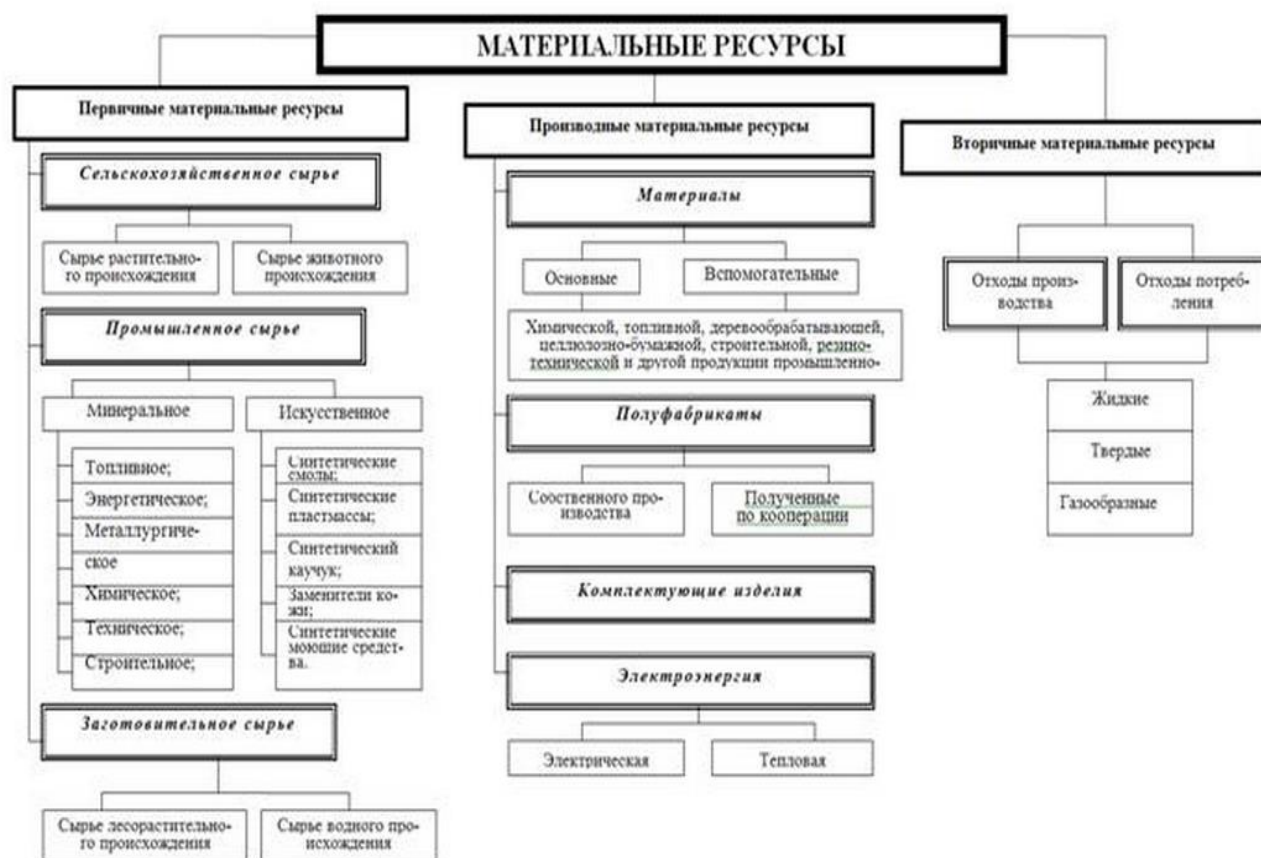 МАТЕРИАЛЬНЫЕ РЕСУРСЫ
Первичные материальные ресурсы
Сельскохозяйственное сырье
Сырье растительно-
го происхождения
Сырье животного
происхождения
Промышленное сырье
Минеральное
Топливное;
Энергетическое;
Металлургиче-
ское
Химическое;
Техническое;
Строительное;
Искусственное
Синтетические
смолы;
Синтетические
пластмассы;
Синтетический
каучук;
Заменители ко-
жи;
Синтетические
моющие средст-
ва.
Заготовительное сырье
Сырье лесорастительно-
го происхождения
Сырье водного про-
исхождения
Производные материальные ресурсы
Материалы
Основные
Вспомогательные
Химической, топливной, деревообрабатывающей,
целлюлозно-бумажной, строительной, резино-
технической и другой продукции промышленно-
Полуфабрикаты
Собственного про-
изводства
Полученные
по кооперации
Комплектующие изделия
Электроэнергия
Электрическая
Тепловая
Вторичные материальные ресурсы
Отходы произ-
водства
Отходы потреб-
ления
Жидкие
Твердые
Газообразные